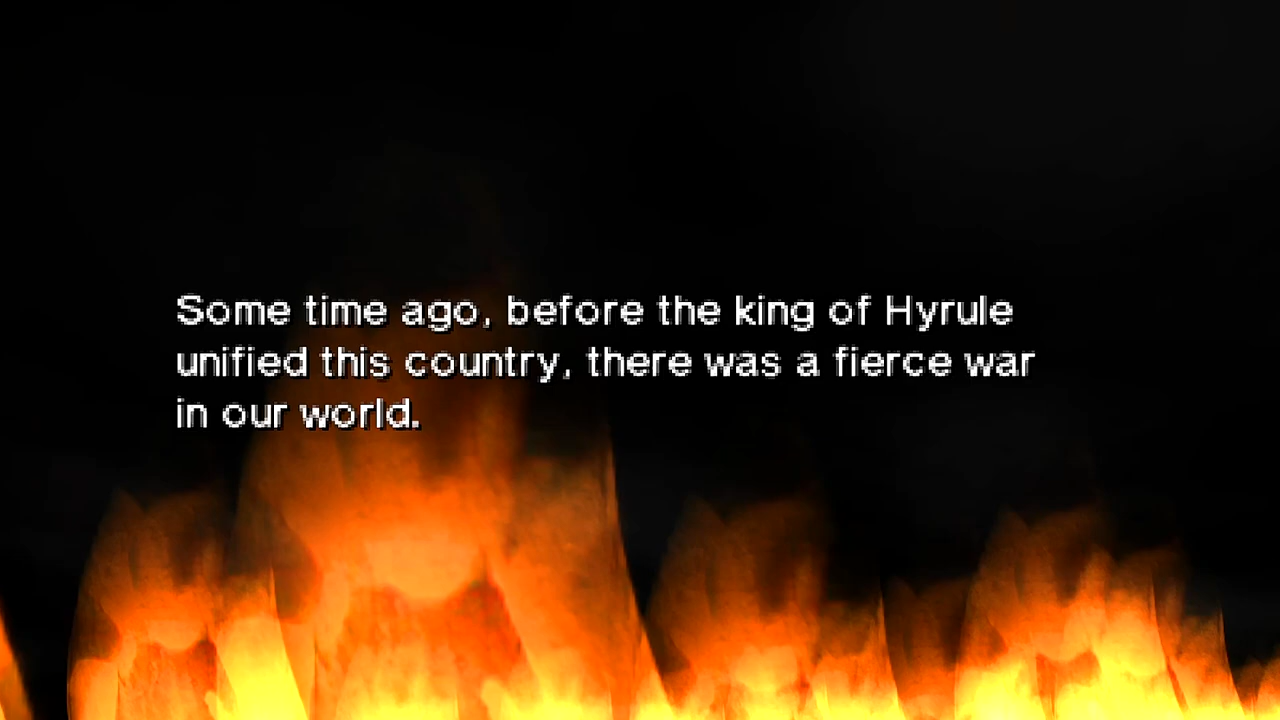 Some time ago, before the king of Hyrule
unified this country, there was a fierce war
in our world.